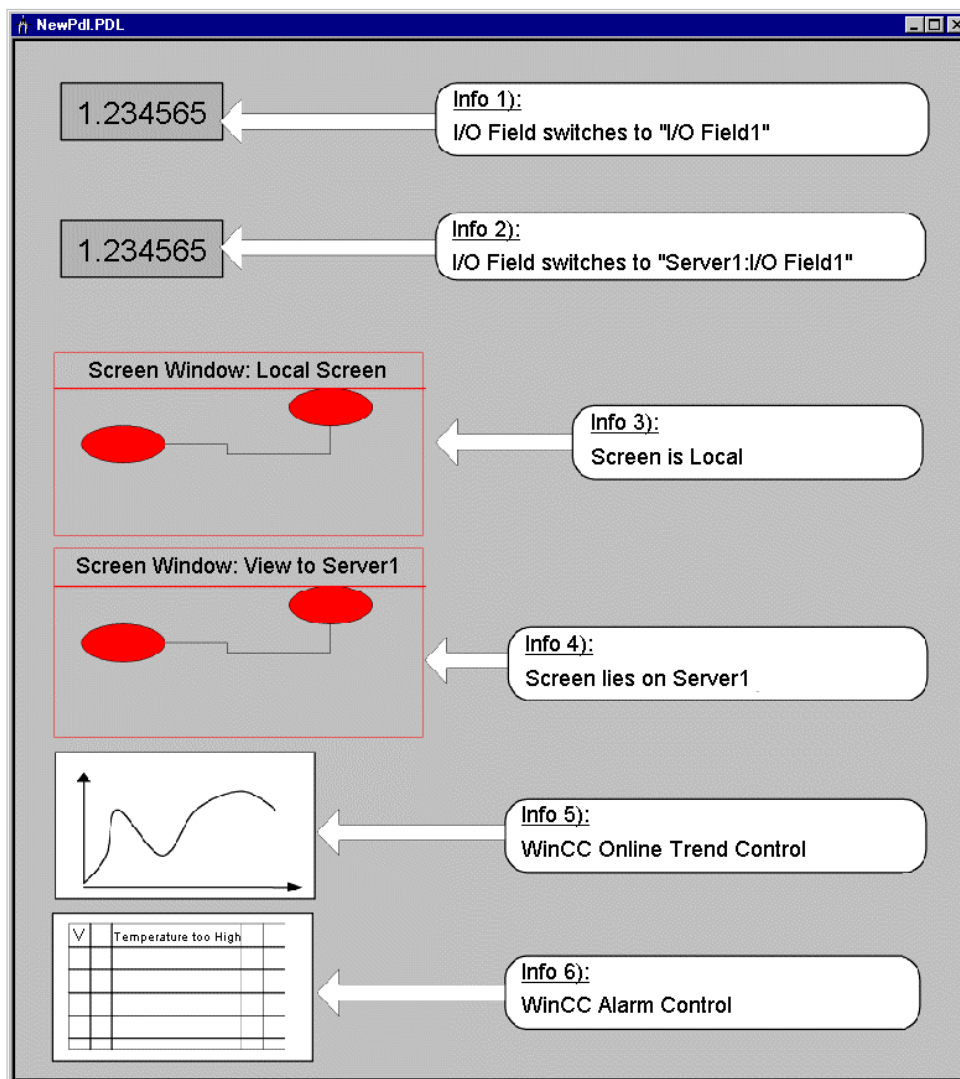 NewPdl.PDL
1.234565
Info 1):
I/O Field switches to "I/O Field1"
1.234565
Info 2):
I/O Field switches to "Server1:I/O Field1"
Screen Window: Local Screen
Info 3):
Screen is Local
Screen Window: View to Server1
Info 4):
Screen lies on Server1
Info 5):
WinCC Online Trend Control
V Temperature too High
Info 6):
WinCC Alarm Control